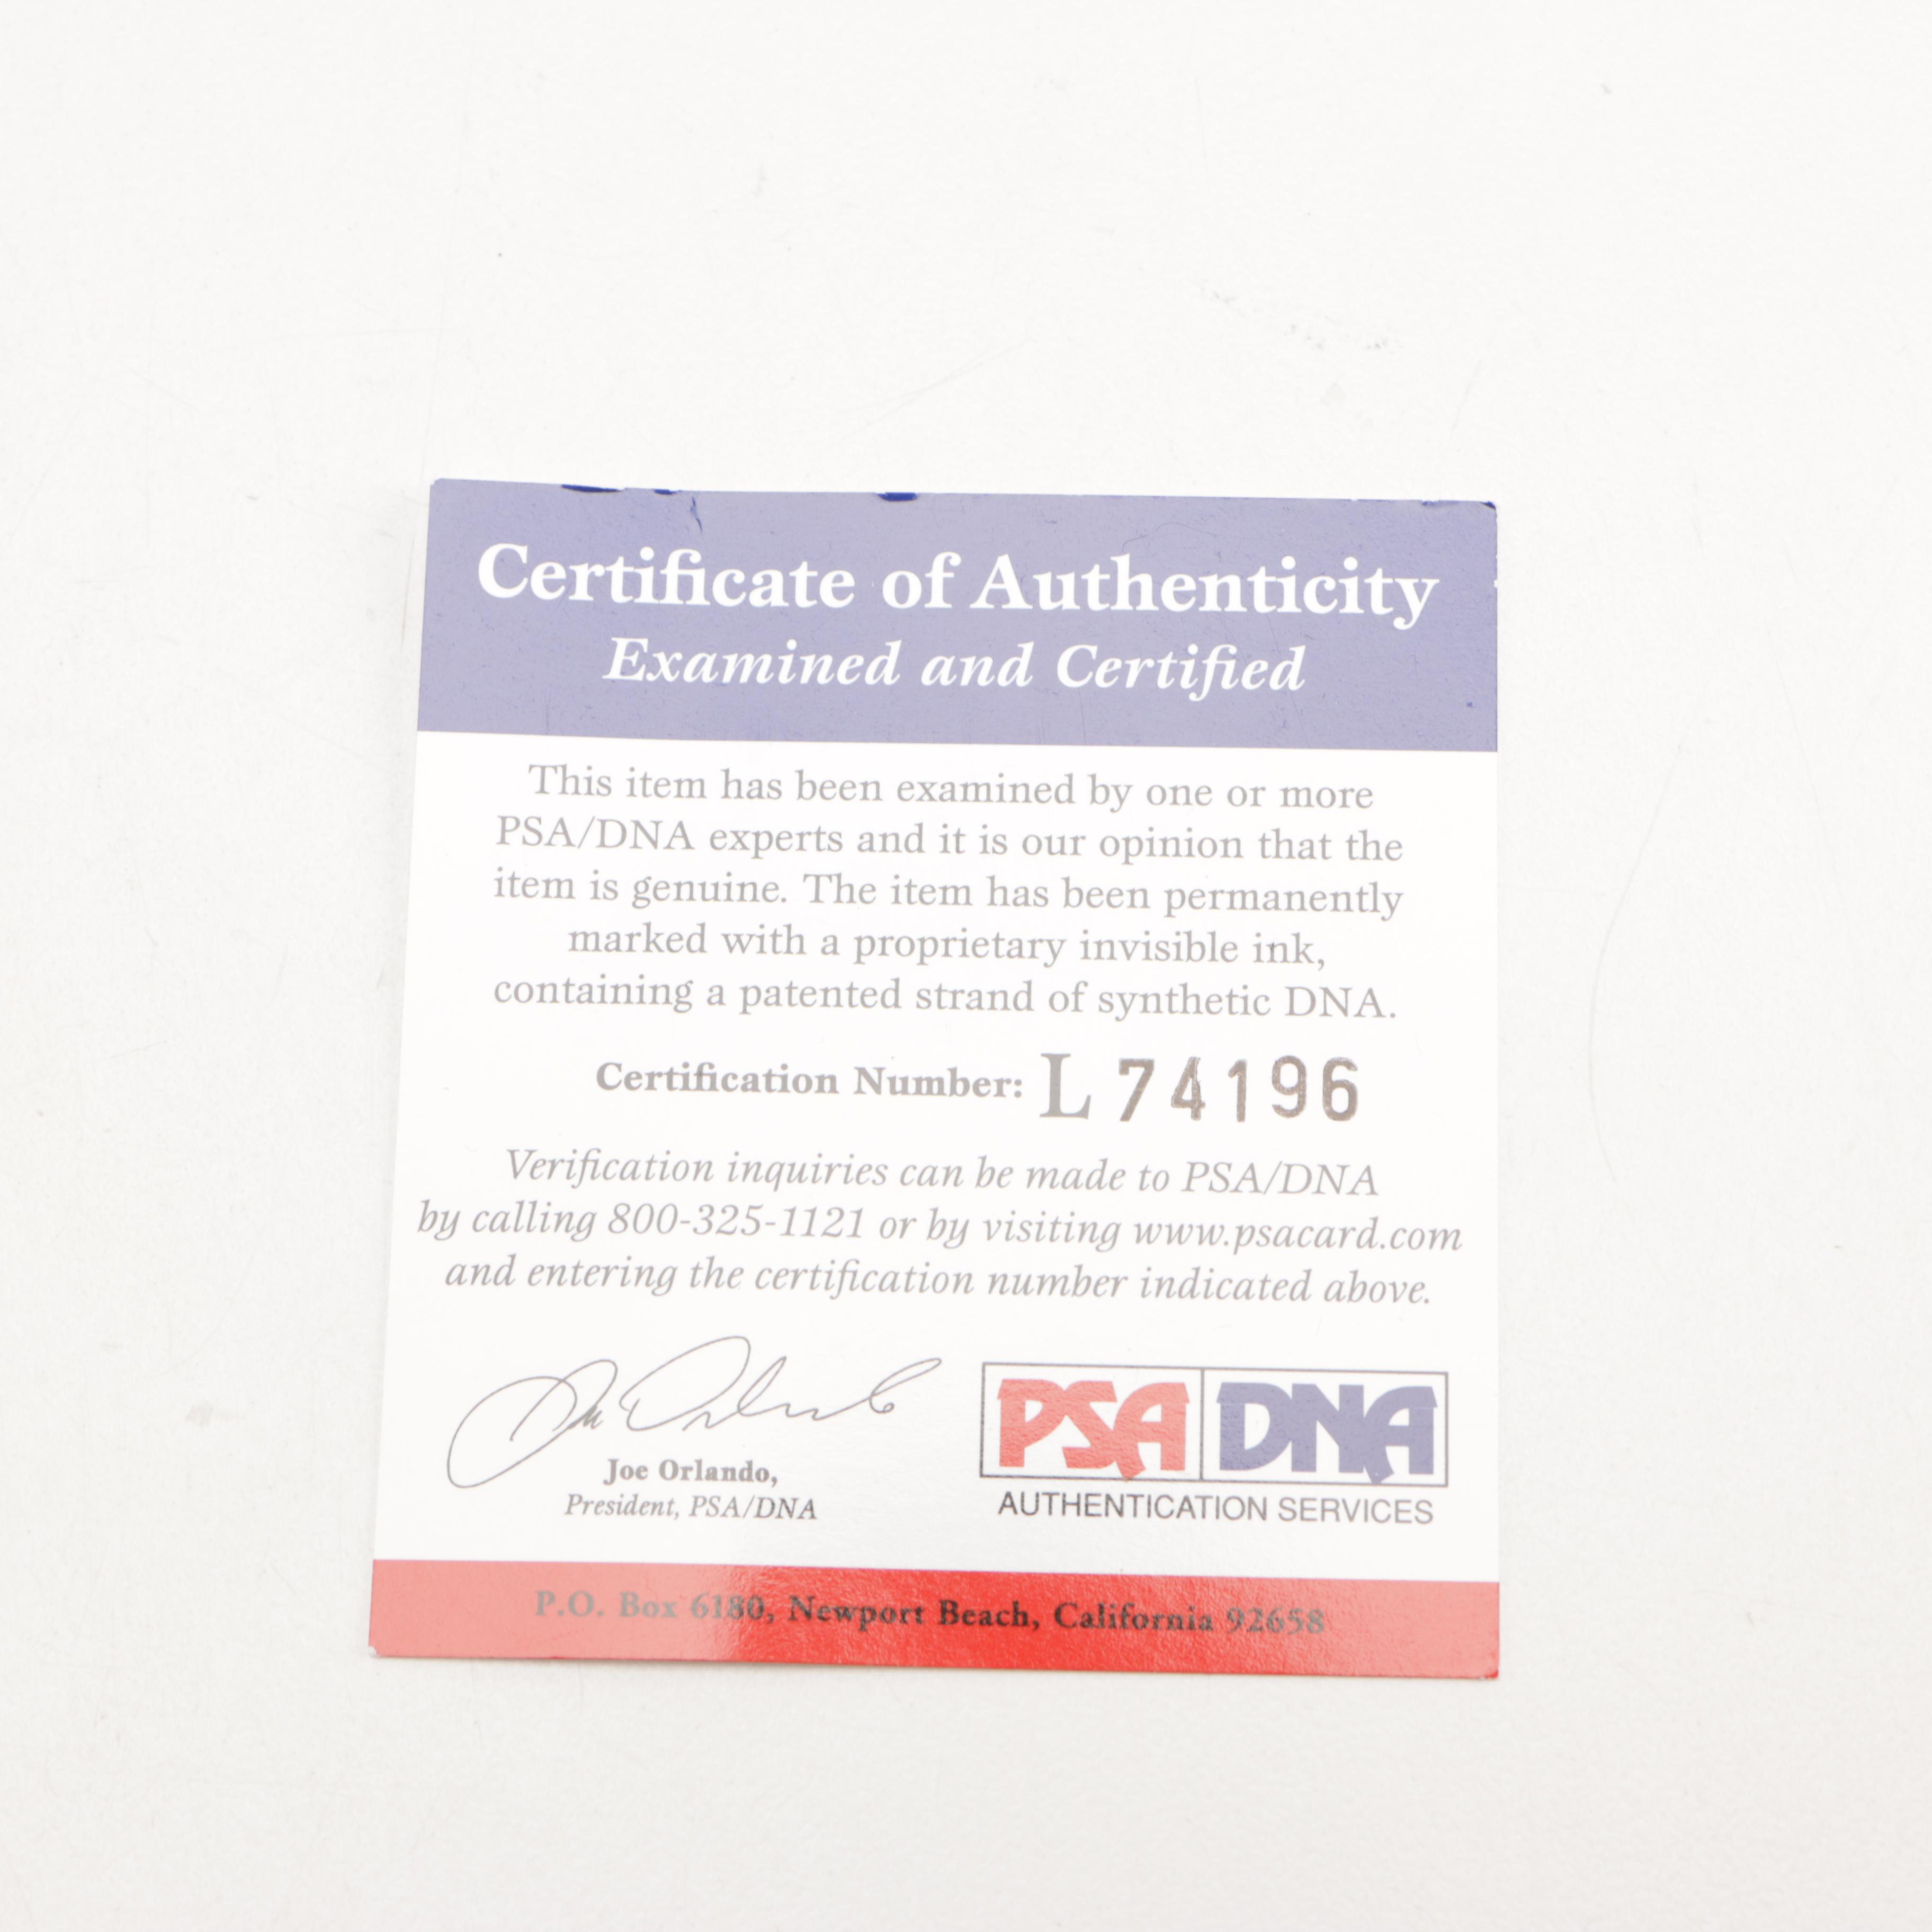 Certificate of Authenticity
Examined and Certified
This item has been examined by one or more
PSA/DNA experts and it is our opinion that the
item is genuine. The item has been permanently
marked with a proprietary invisible ink,
containing a patented strand of synthetic DNA.
Certification Number: L 74196
Verification inquiries can be made to PSA/DNA
by calling 800-325-1121 or by visiting www.psacard.com
and entering the certification number indicated above.
Joe Orlando
Joe Orlando,
President, PSA/DNA
PSA DNA
AUTHENTICATION SERVICES
P.O. Box 6180, Newport Beach, California 92658